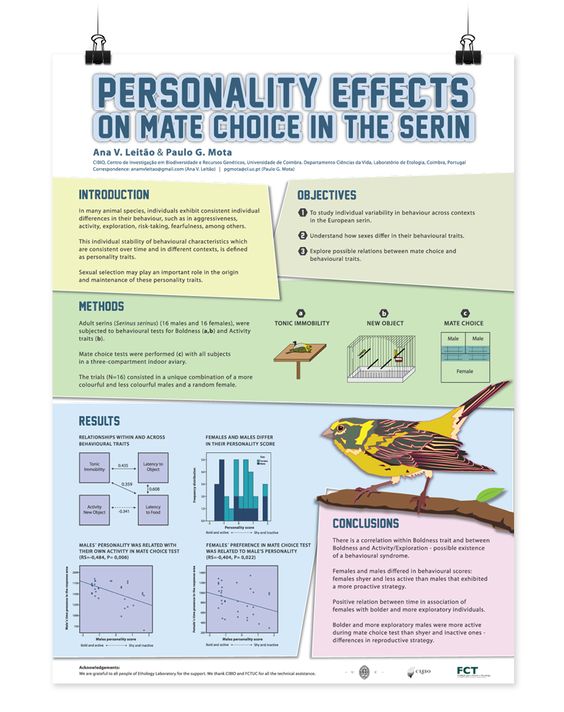 PERSONALITY EFFECTS
ON MATE CHOICE IN THE SERIN
Ana V. Leitão & Paulo G. Mota
CIBIO, Centro de Investigação em Biodiversidade e Recursos Genéticos, Universidade de Coimbra. Departamento Ciências da Vida, Laboratório de Etologia, Coimbra, Portugal
Correspondence: anamvleitao@gmail.com (Ana V. Leitão) | pgmota@ci.uc.pt (Paulo G. Mota)
INTRODUCTION
In many animal species, individuals exhibit consistent individual
differences in their behaviour, such as in aggressiveness,
activity, exploration, risk-taking, fearfulness, among others.
This individual stability of behavioural characteristics which
are consistent over time and in different contexts, is defined
as personality traits.
Sexual selection may play an important role in the origin
and maintenance of these personality traits.
OBJECTIVES
1 To study individual variability in behaviour across contexts
in the European serin.
2 Understand how sexes differ in their behavioural traits.
3 Explore possible relations between mate choice and
behavioural traits.
METHODS
Adult serins (Serinus serinus) (16 males and 16 females), were
subjected to behavioural tests for Boldness (a,b) and Activity
traits (b).
Mate choice tests were performed (c) with all subjects
in a three-compartment indoor aviary.
The trials (N=16) consisted in a unique combination of a more
colourful and less colourful males and a random female.
a
TONIC IMMOBILITY
b
NEW OBJECT
c
MATE CHOICE
Male Male
Female
RESULTS
RELATIONSHIPS WITHIN AND ACROSS
BEHAVIOURAL TRAITS
Tonic
Immobility
0.435
Latency to
Object
0.359
0.608
Activity
New Object
-0.341
Latency
to Food
FEMALES AND MALES DIFFER
IN THEIR PERSONALITY SCORE
Frequency distribution
Personality score
Bold and active Shy and inactive
MALES' PERSONALITY WAS RELATED WITH
THEIR OWN ACTIVITY IN MATE CHOICE TEST
(RS=-0,484, P= 0,006)
Males personality score
Bold and active Shy and inactive
FEMALES' PREFERENCE IN MATE CHOICE TEST
WAS RELATED TO MALE'S PERSONALITY
(RS=-0,404, P= 0,022)
Males personality score
Bold and active Shy and inactive
CONCLUSIONS
There is a correlation within Boldness trait and between
Boldness and Activity/Exploration - possible existence
of a behavioural syndrome.
Females and males differed in behavioural scores:
females shyer and less active than males that exhibited
a more proactive strategy.
Positive relation between time in association of
females with bolder and more exploratory individuals.
Bolder and more exploratory males were more active
during mate choice test than shyer and inactive ones -
differences in reproductive strategy.
Acknowledgements:
We are grateful to all people of Ethology Laboratory for the support. We thank CIBIO and FCTUC for all the technical assistance.
CIBIO
FCT